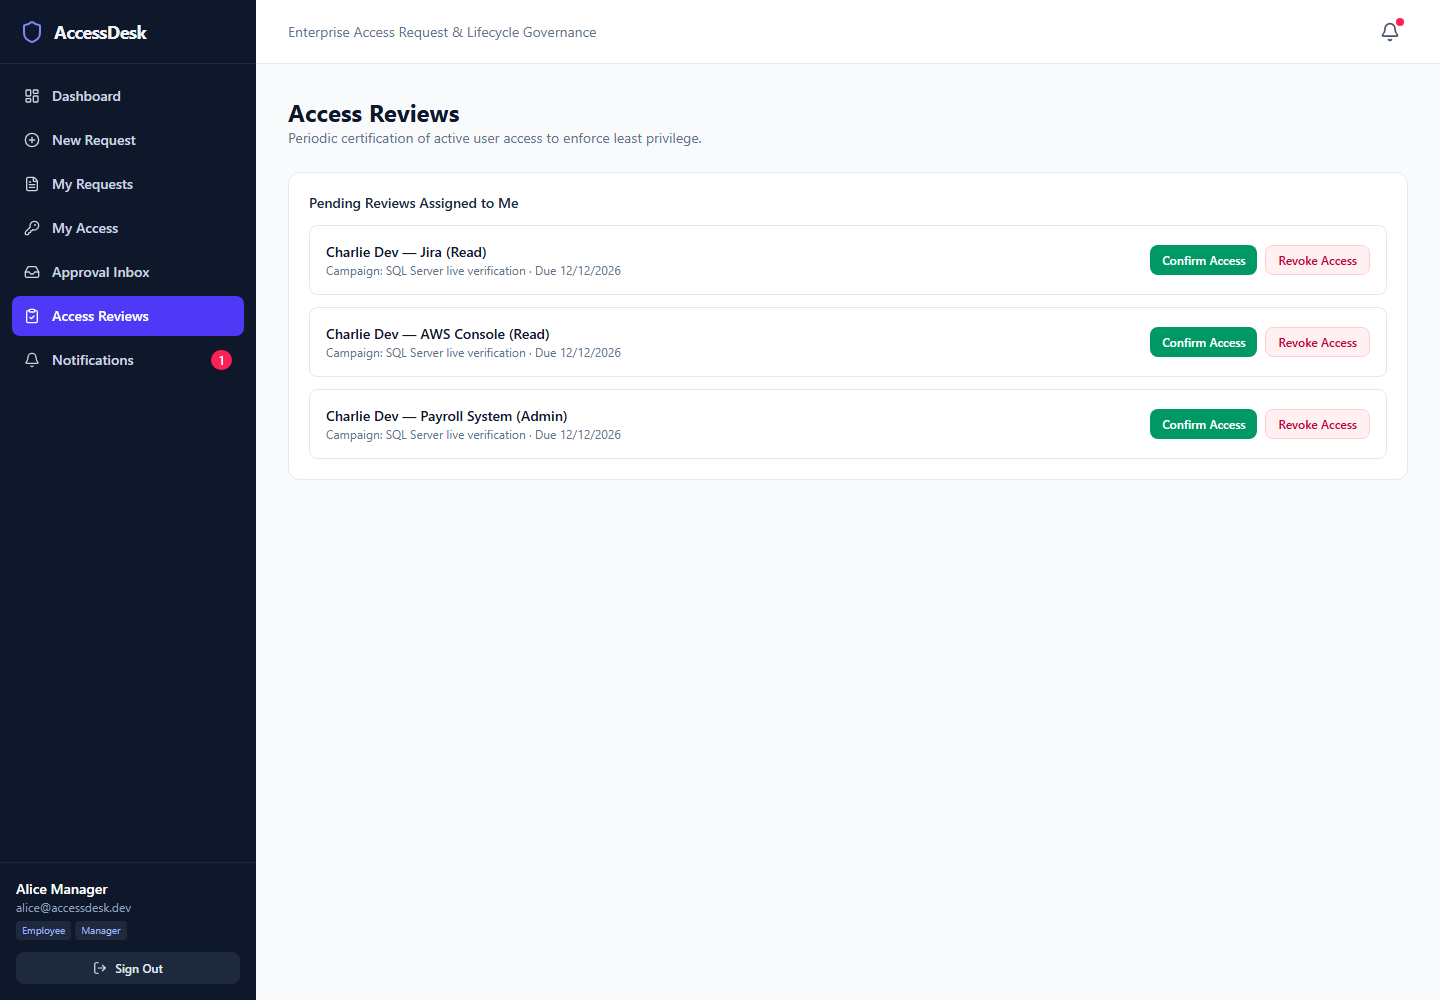 AccessDesk
Enterprise Access Request & Lifecycle Governance
Dashboard
New Request
My Requests
My Access
Approval Inbox
Access Reviews
Notifications
1
Access Reviews
Periodic certification of active user access to enforce least privilege.
Pending Reviews Assigned to Me
Charlie Dev — Jira (Read)
Campaign: SQL Server live verification · Due 12/12/2026
Confirm Access
Revoke Access
Charlie Dev — AWS Console (Read)
Campaign: SQL Server live verification · Due 12/12/2026
Confirm Access
Revoke Access
Charlie Dev — Payroll System (Admin)
Campaign: SQL Server live verification · Due 12/12/2026
Confirm Access
Revoke Access
Alice Manager
alice@accessdesk.dev
Employee
Manager
Sign Out